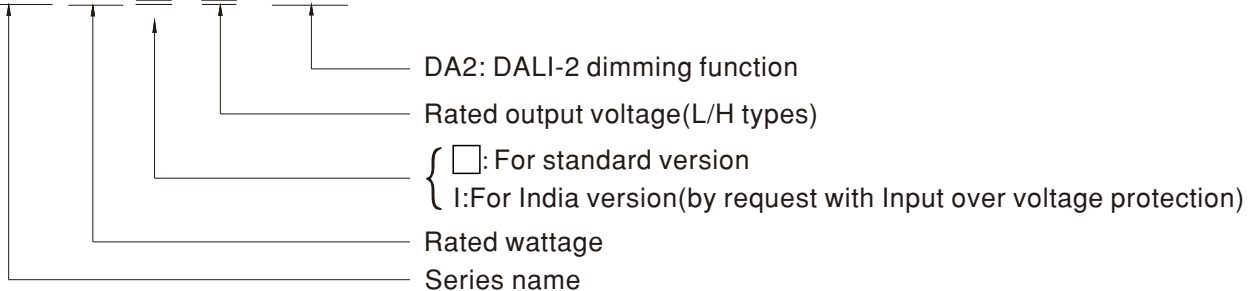 DA2: DALI-2 dimming function
Rated output voltage(L/H types)
□: For standard version
I:For India version(by request with Input over voltage protection)
Rated wattage
Series name